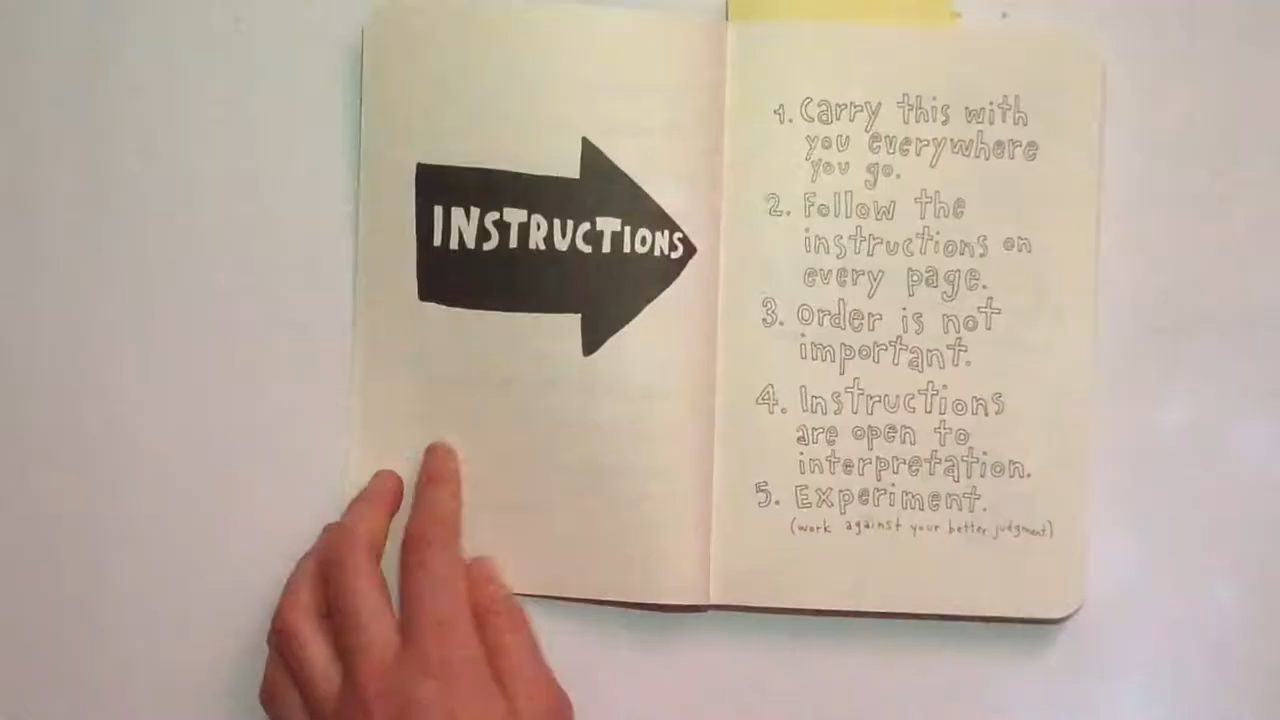 INSTRUCTIONS
1. Carry this with
you everywhere
you go.
2. Follow the
instructions on
every page.
3. Order is not
important.
4. Instructions
are open to
interpretation.
5. Experiment.
(work against your better judgment)